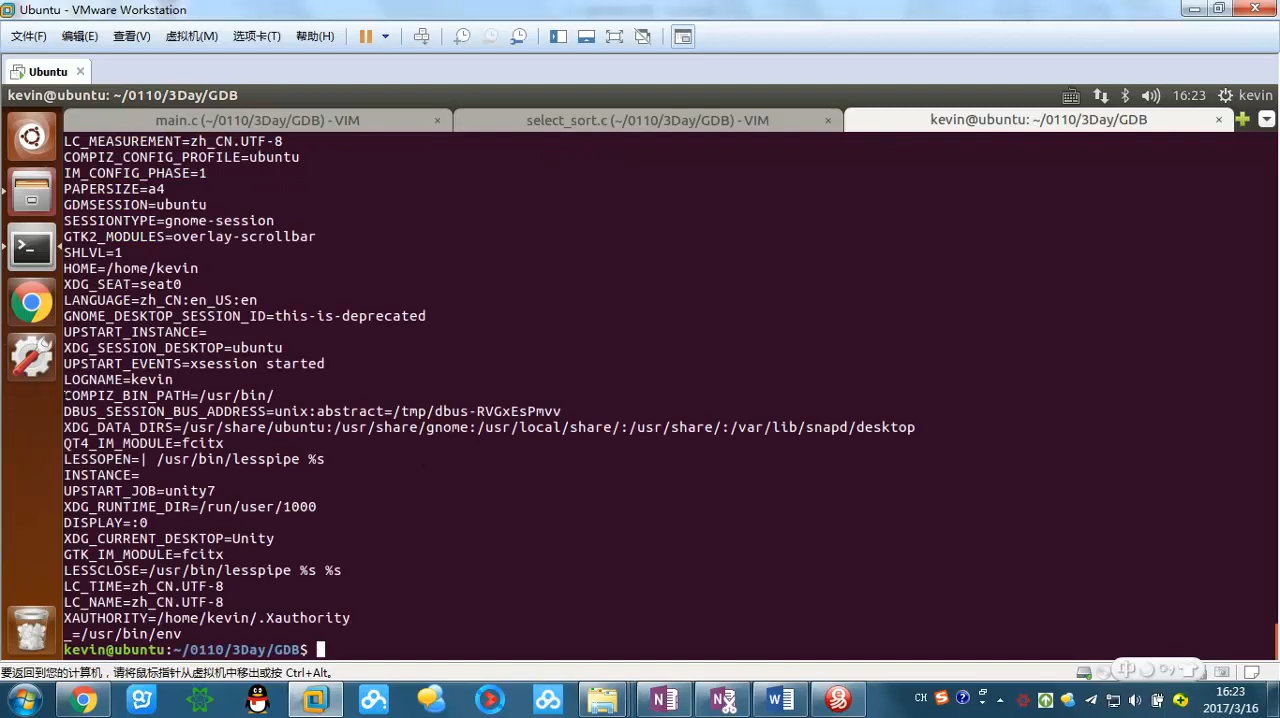 Ubuntu - VMware Workstation
文件(F) 编辑(E) 查看(V) 虚拟机(M) 选项卡(T) 帮助(H)
Ubuntu
kevin@ubuntu: ~/0110/3Day/GDB 16:23 kevin
main.c (~/0110/3Day/GDB) - VIM select_sort.c (~/0110/3Day/GDB) - VIM kevin@ubuntu: ~/0110/3Day/GDB
LC_MEASUREMENT=zh_CN.UTF-8
COMPIZ_CONFIG_PROFILE=ubuntu
IM_CONFIG_PHASE=1
PAPERSIZE=a4
GDMSESSION=ubuntu
SESSIONTYPE=gnome-session
GTK2_MODULES=overlay-scrollbar
SHLVL=1
HOME=/home/kevin
XDG_SEAT=seat0
LANGUAGE=zh_CN:en_US:en
GNOME_DESKTOP_SESSION_ID=this-is-deprecated
UPSTART_INSTANCE=
XDG_SESSION_DESKTOP=ubuntu
UPSTART_EVENTS=xsession started
LOGNAME=kevin
COMPIZ_BIN_PATH=/usr/bin/
DBUS_SESSION_BUS_ADDRESS=unix:abstract=/tmp/dbus-RVGxEsPmvv
XDG_DATA_DIRS=/usr/share/ubuntu:/usr/share/gnome:/usr/local/share/:/usr/share/:/var/lib/snapd/desktop
QT4_IM_MODULE=fcitx
LESSOPEN=| /usr/bin/lesspipe %s
INSTANCE=
UPSTART_JOB=unity7
XDG_RUNTIME_DIR=/run/user/1000
DISPLAY=:0
XDG_CURRENT_DESKTOP=Unity
GTK_IM_MODULE=fcitx
LESSCLOSE=/usr/bin/lesspipe %s %s
LC_TIME=zh_CN.UTF-8
LC_NAME=zh_CN.UTF-8
XAUTHORITY=/home/kevin/.Xauthority
_=/usr/bin/env
kevin@ubuntu:~/0110/3Day/GDB$
要返回到您的计算机，请将鼠标指针从虚拟机中移出或按 Ctrl+Alt。
中
CH 16:23
2017/3/16